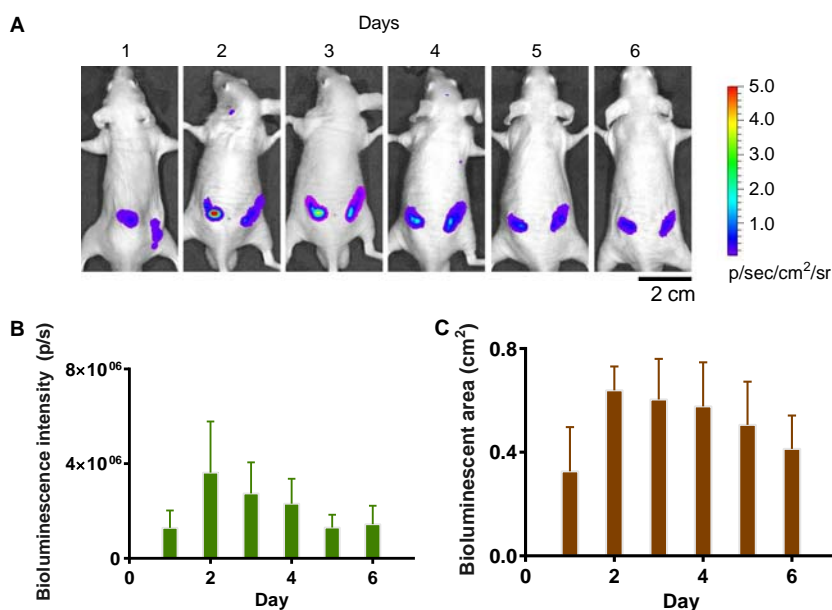 A
Days
1 2 3 4 5 6
5.0
4.0
3.0
2.0
1.0
p/sec/cm²/sr
2 cm
B
Bioluminescence intensity (p/s)
8×10⁰⁶
4×10⁰⁶
0
0 2 4 6
Day
C
Bioluminescent area (cm²)
0.8
0.4
0.0
0 2 4 6
Day